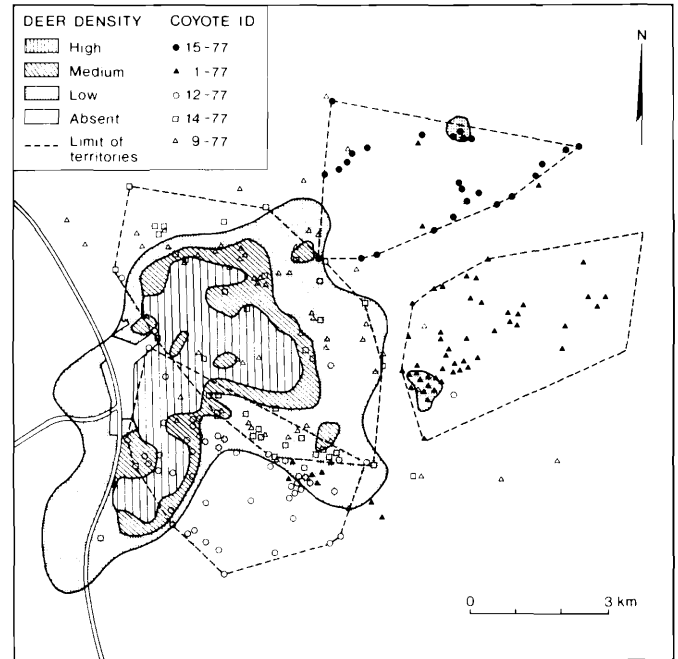 DEER DENSITY
High
Medium
Low
Absent
Limit of
territories
COYOTE ID
15-77
1-77
12-77
14-77
9-77
N
0 3 km